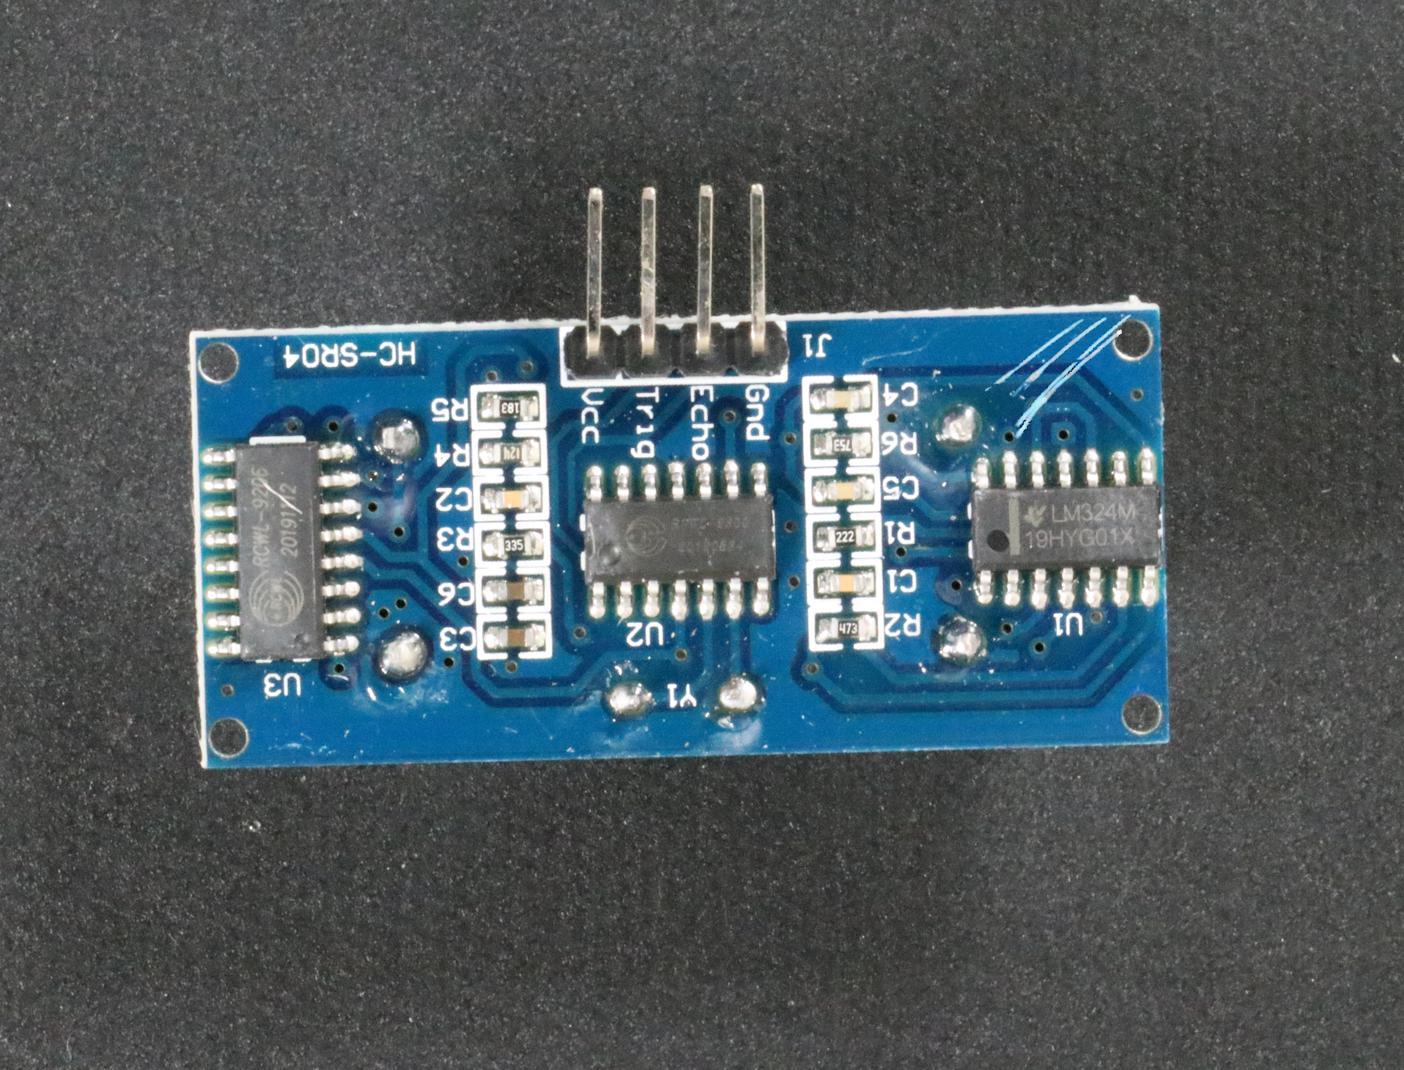 HC-SR04
J1
Vcc
Trig
Echo
Gnd
R5
183
R4
124
C2
R3
335
C6
C3
C4
R6
753
C5
R1
222
C1
R2
473
RCWL-9206
2019112
U3
U2
Y1
LM324M
19HYG01X
U1